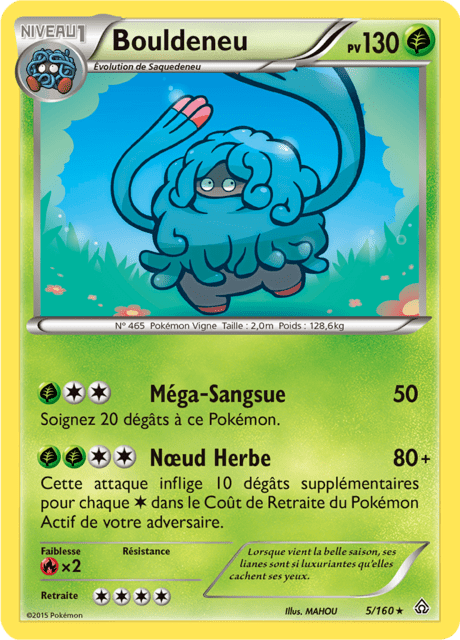 NIVEAU 1
Bouldeneu
PV 130
Évolution de Saquedeneu
N° 465 Pokémon Vigne Taille : 2,0m Poids : 128,6kg
Méga-Sangsue 50
Soignez 20 dégâts à ce Pokémon.
Nœud Herbe 80+
Cette attaque inflige 10 dégâts supplémentaires
pour chaque dans le Coût de Retraite du Pokémon
Actif de votre adversaire.
Faiblesse Résistance
×2
Retraite
Lorsque vient la belle saison, ses
lianes sont si luxuriantes qu'elles
cachent ses yeux.
©2015 Pokémon
Illus. MAHOU
5/160 ★